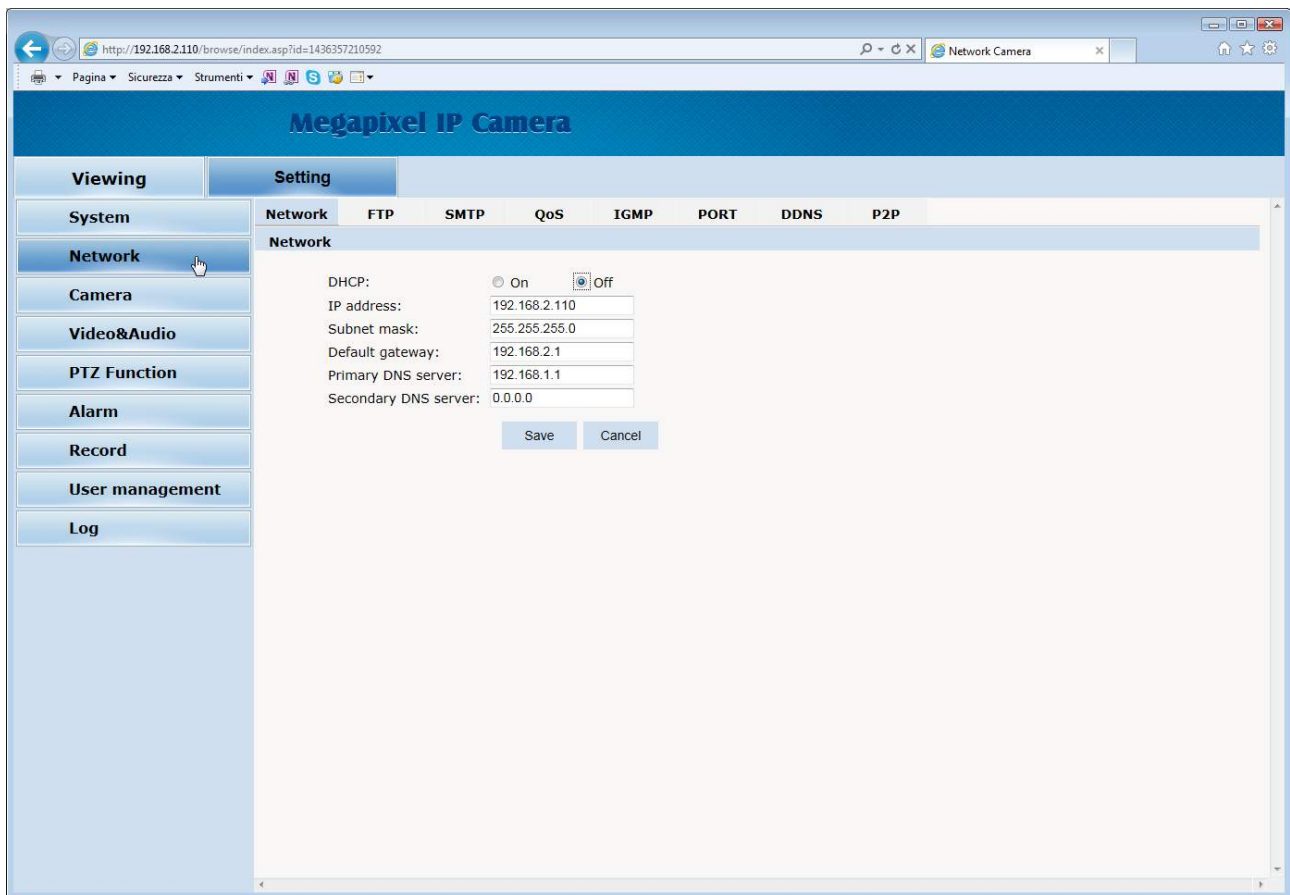 http://192.168.2.110/browse/index.asp?id=1436357210592
Network Camera
Pagina Sicurezza Strumenti
Megapixel IP Camera
Viewing Setting
System
Network
Camera
Video&Audio
PTZ Function
Alarm
Record
User management
Log
Network FTP SMTP QoS IGMP PORT DDNS P2P
Network
DHCP: On Off
IP address: 192.168.2.110
Subnet mask: 255.255.255.0
Default gateway: 192.168.2.1
Primary DNS server: 192.168.1.1
Secondary DNS server: 0.0.0.0
Save Cancel